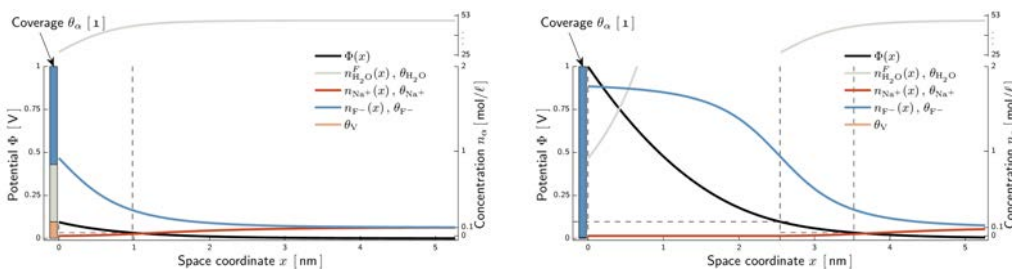 Coverage θ_α [ 1 ]
53
25
Φ(x)
n^F_H₂O(x) , θ_H₂O
n_Na⁺(x) , θ_Na⁺
n_F⁻(x) , θ_F⁻
θ_V
Potential Φ [ V ]
1
0.75
0.5
0.25
0
2
1
0.1
0
Concentration n_α [ mol/ℓ ]
0
1
2
3
4
5
Space coordinate x [ nm ]
Coverage θ_α [ 1 ]
53
25
Φ(x)
n^F_H₂O(x) , θ_H₂O
n_Na⁺(x) , θ_Na⁺
n_F⁻(x) , θ_F⁻
θ_V
Potential Φ [ V ]
1
0.75
0.5
0.25
0
2
1
0.1
0
Concentration n [ mol/ℓ ]
0
1
2
3
4
5
Space coordinate x [ nm ]